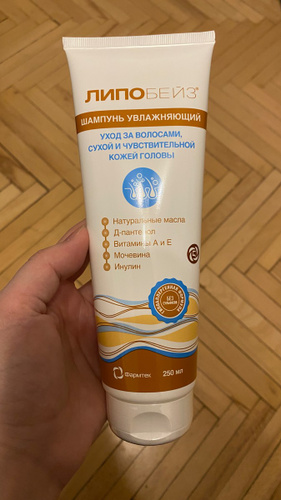 ЛИПОБЕЙЗ®
ШАМПУНЬ УВЛАЖНЯЮЩИЙ
УХОД ЗА ВОЛОСАМИ,
СУХОЙ И ЧУВСТВИТЕЛЬНОЙ
КОЖЕЙ ГОЛОВЫ
Натуральные масла
Д-пантенол
Витамины А и Е
Мочевина
Инулин
БЕЗ
фармтек
250 мл